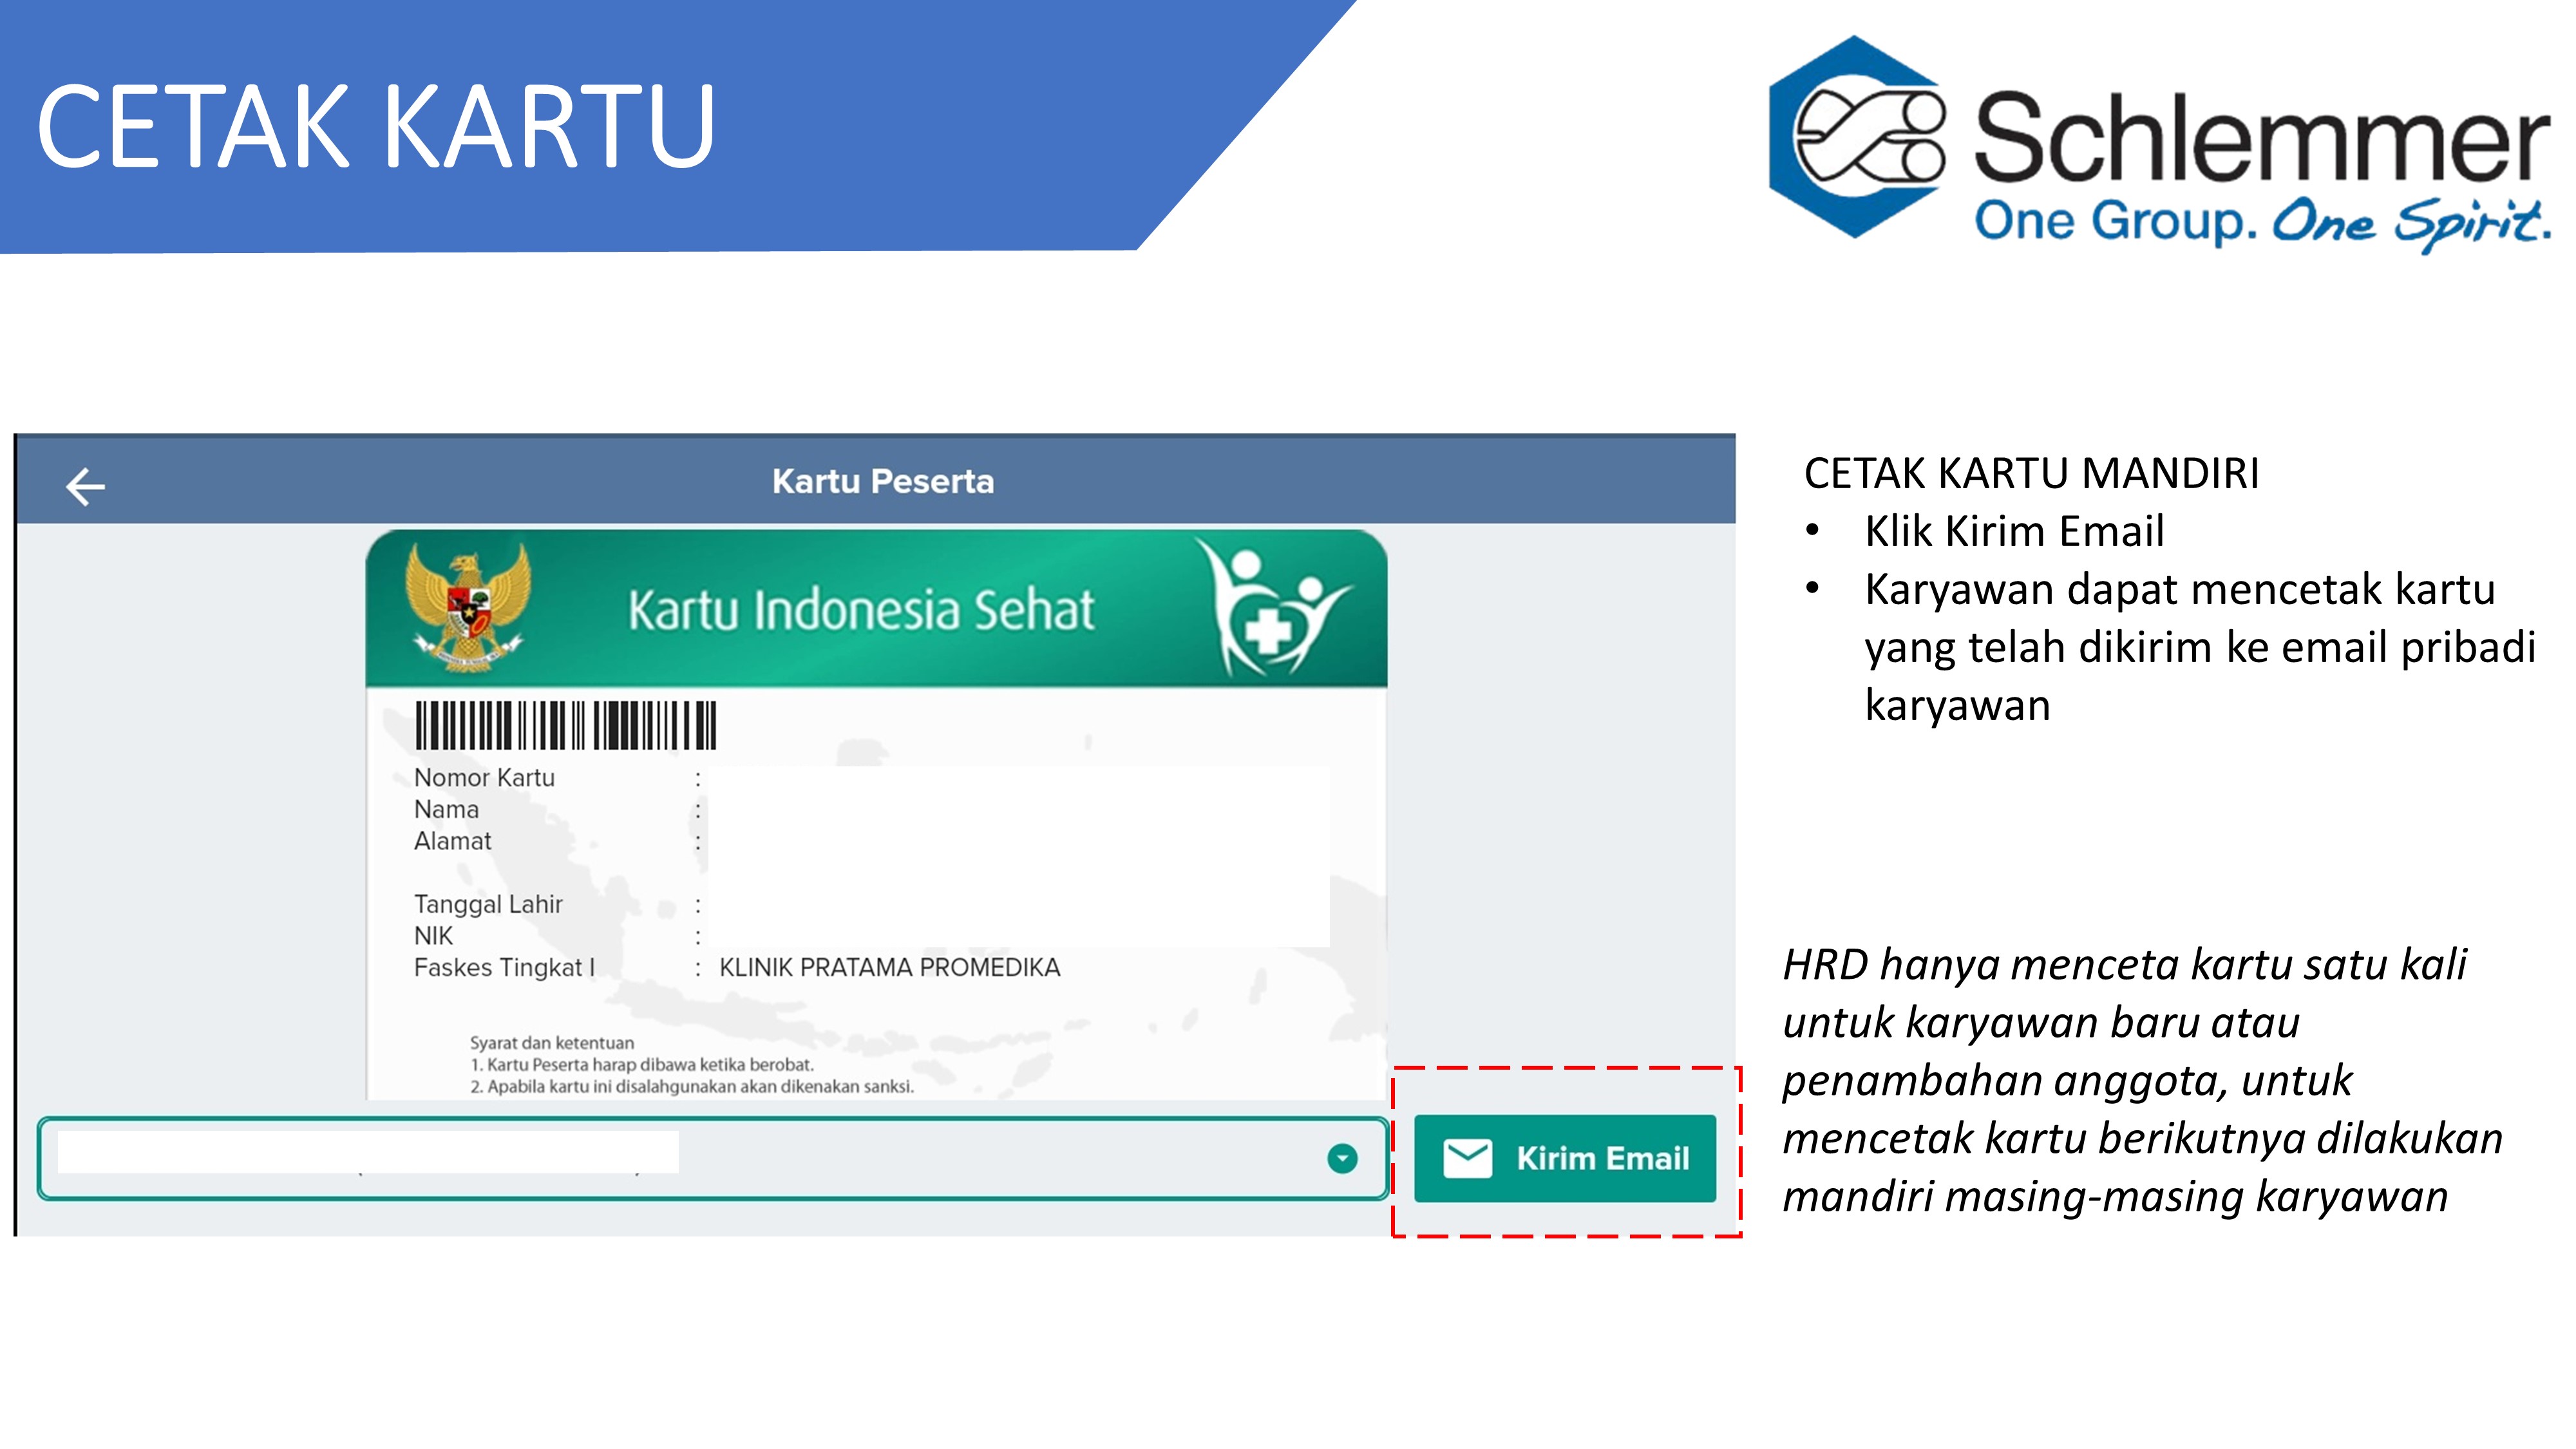 CETAK KARTU
Schlemmer
One Group. One Spirit.
Kartu Peserta
Kartu Indonesia Sehat
Nomor Kartu :
Nama :
Alamat :
Tanggal Lahir :
NIK :
Faskes Tingkat I : KLINIK PRATAMA PROMEDIKA
Syarat dan ketentuan
1. Kartu Peserta harap dibawa ketika berobat.
2. Apabila kartu ini disalahgunakan akan dikenakan sanksi.
Kirim Email
CETAK KARTU MANDIRI
• Klik Kirim Email
• Karyawan dapat mencetak kartu
yang telah dikirim ke email pribadi
karyawan
HRD hanya menceta kartu satu kali
untuk karyawan baru atau
penambahan anggota, untuk
mencetak kartu berikutnya dilakukan
mandiri masing-masing karyawan